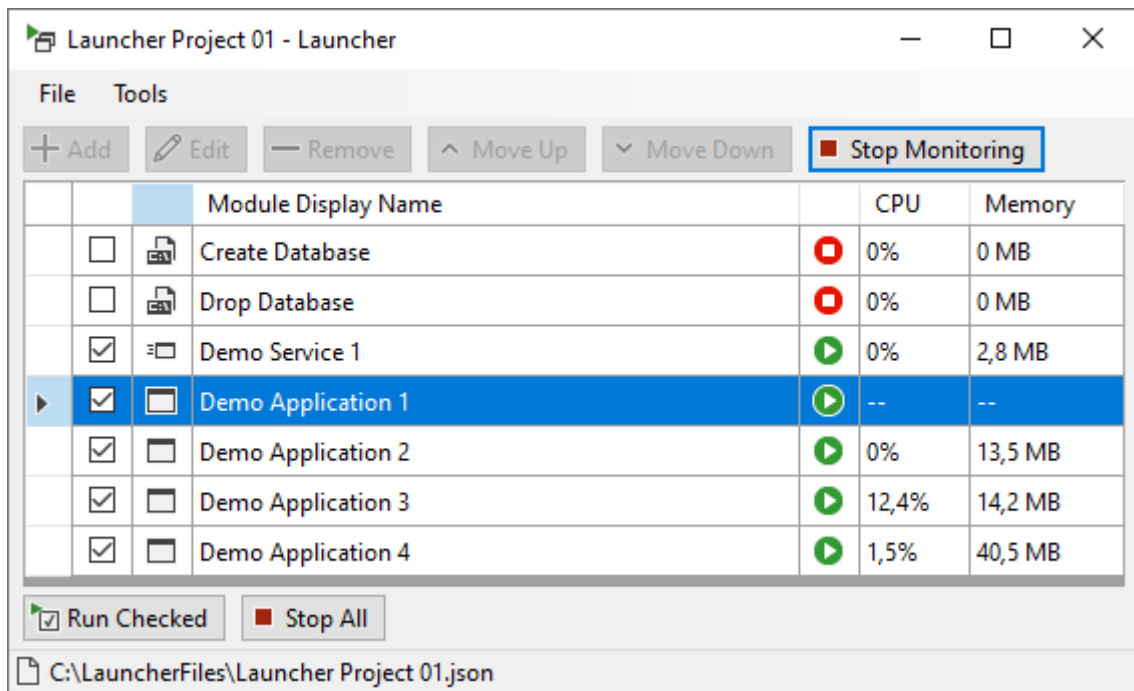 Launcher Project 01 - Launcher
File Tools
Add Edit Remove Move Up Move Down Stop Monitoring
Module Display Name CPU Memory
Create Database 0% 0 MB
Drop Database 0% 0 MB
Demo Service 1 0% 2,8 MB
Demo Application 1 -- --
Demo Application 2 0% 13,5 MB
Demo Application 3 12,4% 14,2 MB
Demo Application 4 1,5% 40,5 MB
Run Checked Stop All
C:\LauncherFiles\Launcher Project 01.json